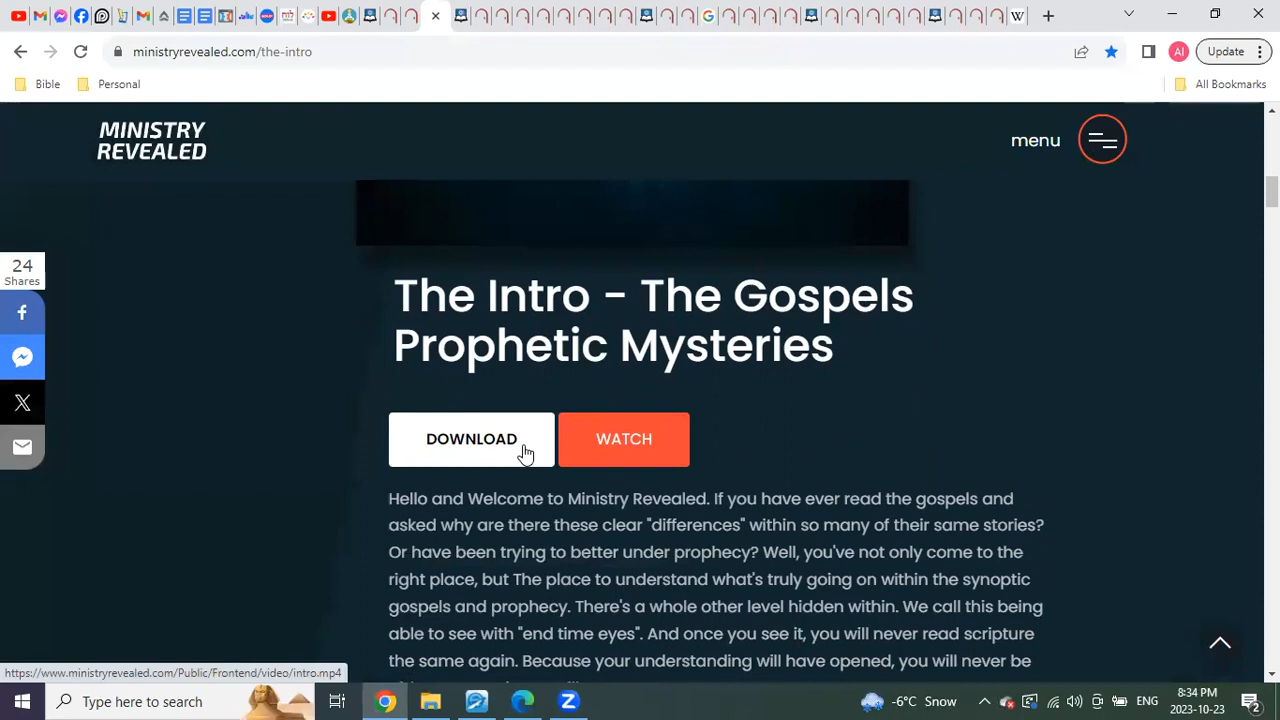 ministryrevealed.com/the-intro
AI
Update
Bible
Personal
All Bookmarks
MINISTRY
REVEALED
menu
24
Shares
The Intro - The Gospels
Prophetic Mysteries
DOWNLOAD
WATCH
Hello and Welcome to Ministry Revealed. If you have ever read the gospels and
asked why are there these clear "differences" within so many of their same stories?
Or have been trying to better under prophecy? Well, you've not only come to the
right place, but The place to understand what's truly going on within the synoptic
gospels and prophecy. There's a whole other level hidden within. We call this being
able to see with "end time eyes". And once you see it, you will never read scripture
the same again. Because your understanding will have opened, you will never be
https://www.ministryrevealed.com/Public/Frontend/video/intro.mp4
Type here to search
-6°C Snow
ENG
8:34 PM
2023-10-23
2